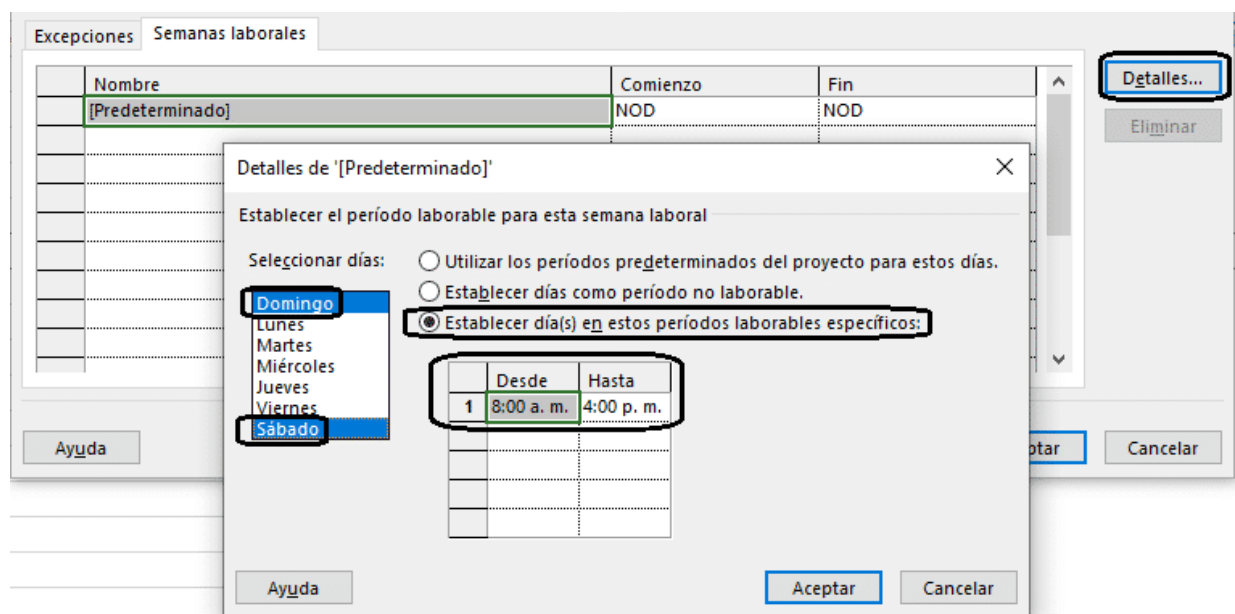 Excepciones Semanas laborales
Nombre Comienzo Fin
Detalles...
[Predeterminado] NOD NOD
Eliminar
Detalles de '[Predeterminado]'
Establecer el período laborable para esta semana laboral
Seleccionar días:
Utilizar los períodos predeterminados del proyecto para estos días.
Establecer días como período no laborable.
Establecer día(s) en estos períodos laborables específicos:
Domingo
Lunes
Martes
Miércoles
Jueves
Viernes
Sábado
Desde Hasta
1 8:00 a. m. 4:00 p. m.
Ayuda
ptar Cancelar
Ayuda Aceptar Cancelar